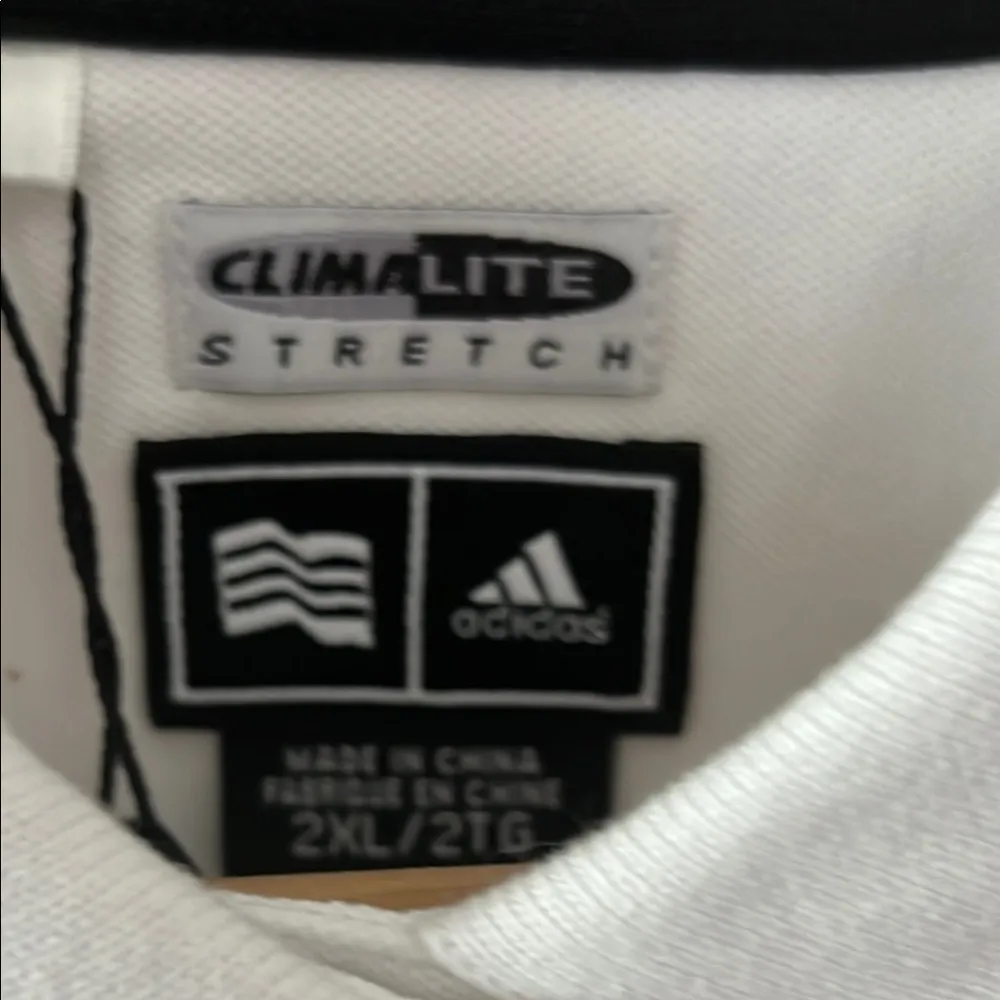 CLIMALITE
STRETCH
adidas
MADE IN CHINA
FABRIQUE EN CHINE
2XL/2TG